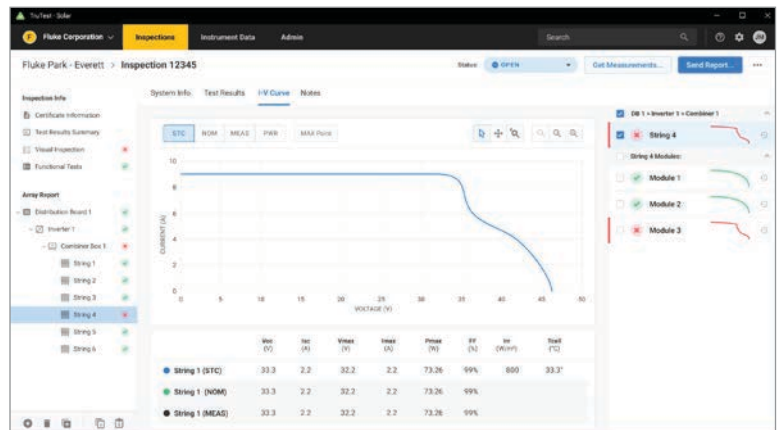 TruTest - Solar
F Fluke Corporation Inspections Instrument Data Admin Search JM
Fluke Park - Everett > Inspection 12345 Status OPEN Get Measurements... Send Report...
Inspection Info
Certificate Information
Test Results Summary
Visual Inspection
Functional Tests
Array Report
Distribution Board 1
Inverter 1
Combiner Box 1
String 1
String 2
String 3
String 4
String 5
String 6
System Info Test Results I-V Curve Notes
STC NOM MEAS PWR MAX Point
CURRENT (A)
10
8
6
4
2
0
0 5 10 15 20 25 30 35 40 45 50
VOLTAGE (V)
Voc (V) Isc (A) Vmax (V) Imax (A) Pmax (W) FF (%) Irr (W/m²) Tcell (°C)
String 1 (STC) 33.3 2.2 32.2 2.2 73.26 99% 800 33.3°
String 1 (NOM) 33.3 2.2 32.2 2.2 73.26 99%
String 1 (MEAS) 33.3 2.2 32.2 2.2 73.26 99%
DB 1 > Inverter 1 > Combiner 1
String 4
String 4 Modules:
Module 1
Module 2
Module 3